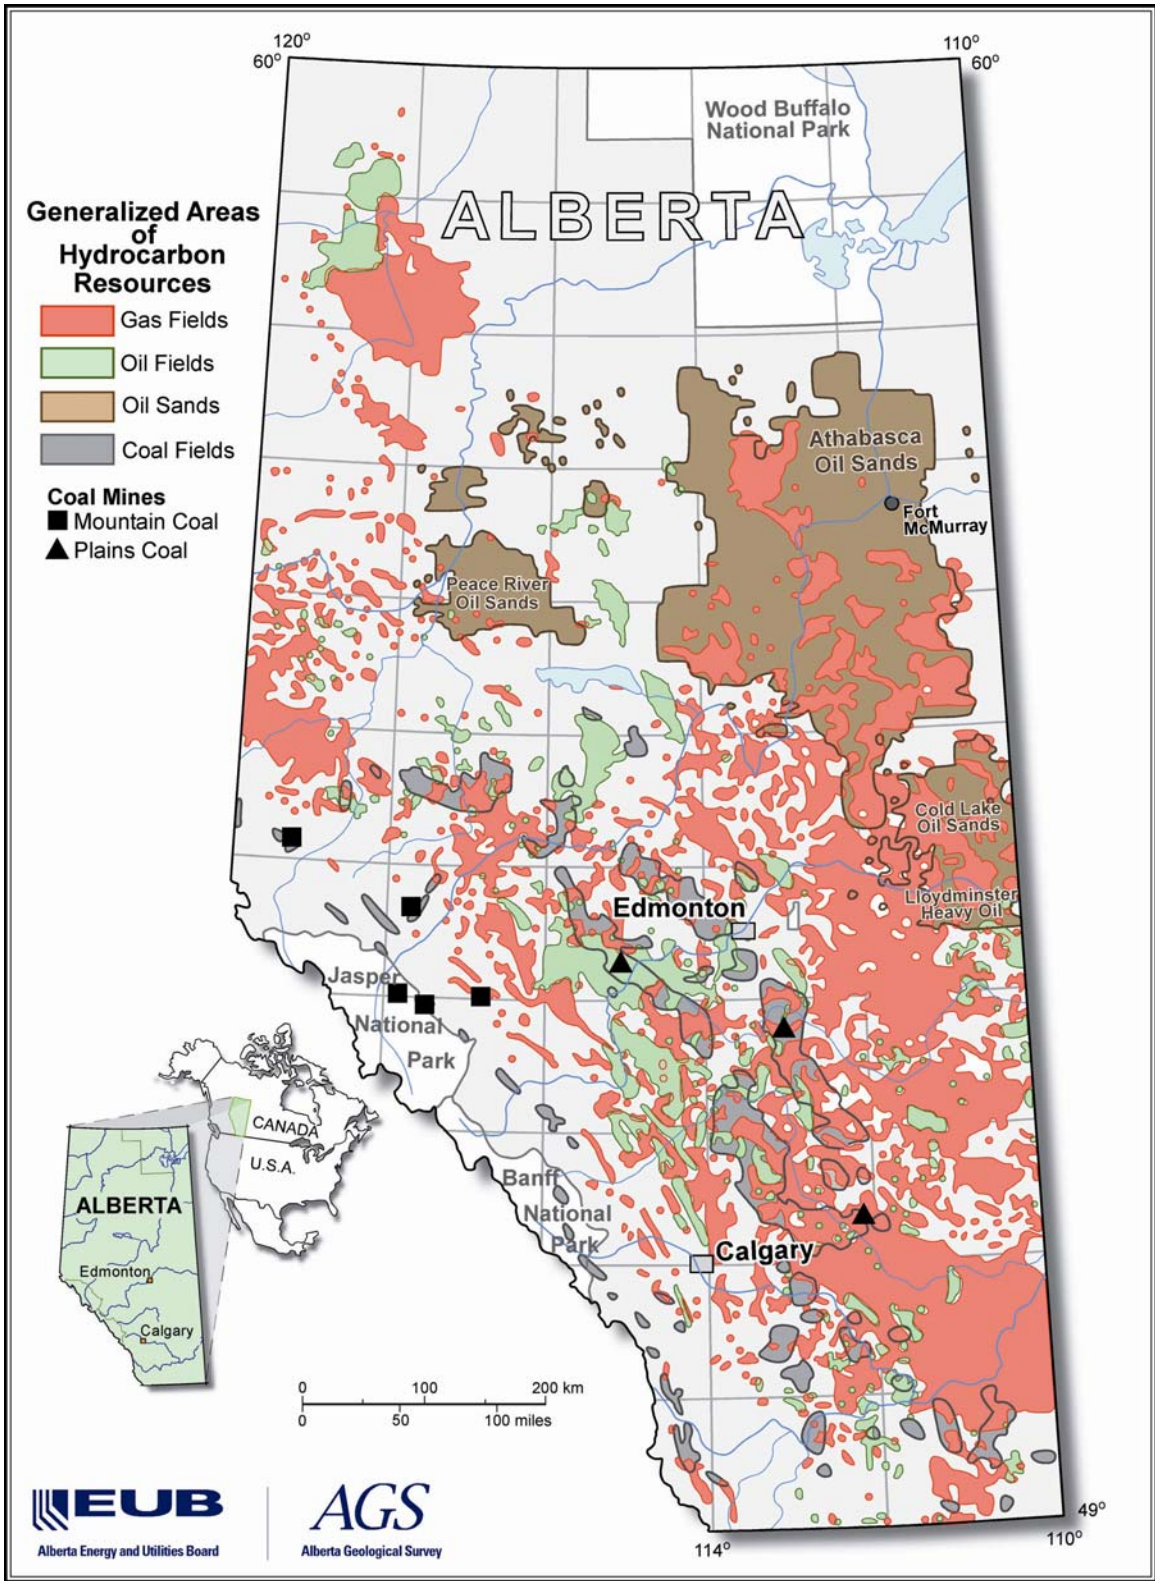 120°
60°
110°
60°
Wood Buffalo
National Park
ALBERTA
Generalized Areas
of
Hydrocarbon
Resources
Gas Fields
Oil Fields
Oil Sands
Coal Fields
Coal Mines
Mountain Coal
Plains Coal
Athabasca
Oil Sands
Fort
McMurray
Peace River
Oil Sands
Cold Lake
Oil Sands
Lloydminster
Heavy Oil
Edmonton
Jasper
National
Park
CANADA
U.S.A.
ALBERTA
Edmonton
Calgary
Banff
National
Park
Calgary
0 100 200 km
0 50 100 miles
EUB
Alberta Energy and Utilities Board
AGS
Alberta Geological Survey
49°
114°
110°